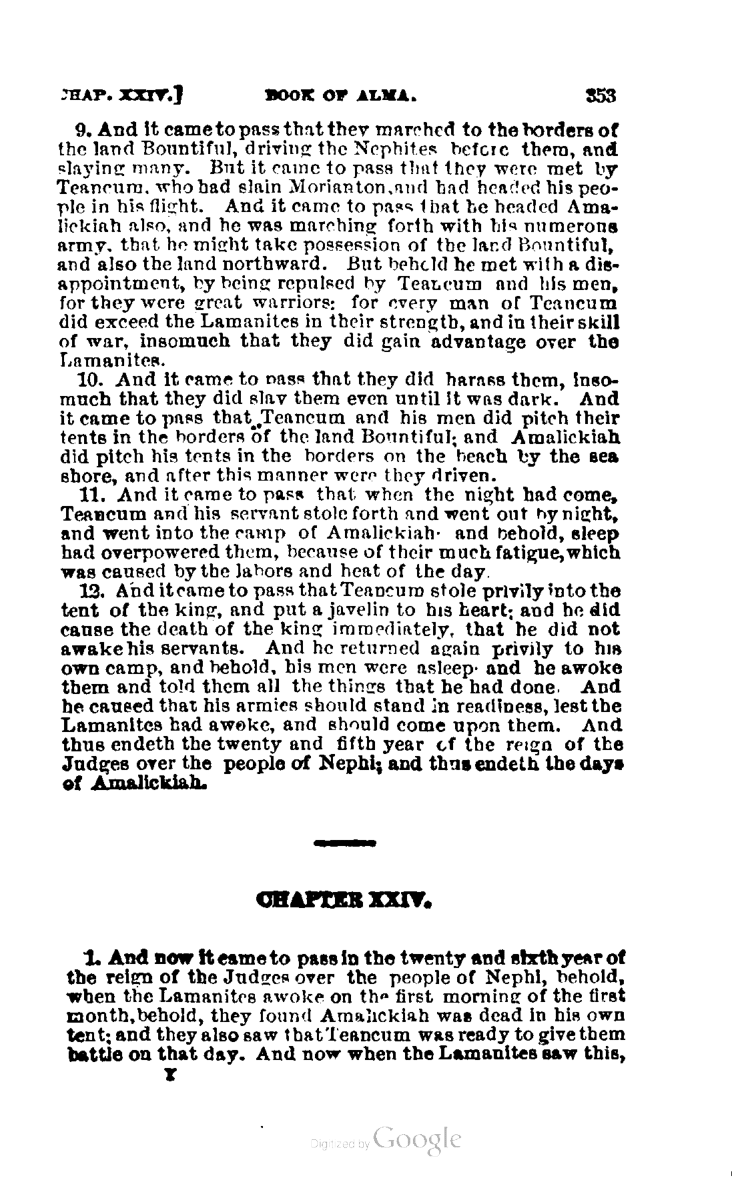 CHAP. XXIV.] BOOK OF ALMA. 353
9. And it came to pass that they marched to the borders of
the land Bountiful, driving the Nephites before them, and
slaying many. But it came to pass that they were met by
Teancum, who had slain Morianton, and had headed his peo-
ple in his flight. And it came to pass that he headed Ama-
lickiah also, and he was marching forth with his numerous
army, that he might take possession of the land Bountiful,
and also the land northward. But behold he met with a dis-
appointment, by being repulsed by Teancum and his men,
for they were great warriors; for every man of Teancum
did exceed the Lamanites in their strength, and in their skill
of war, insomuch that they did gain advantage over the
Lamanites.
10. And it came to pass that they did harass them, inso-
much that they did slay them even until it was dark. And
it came to pass that Teancum and his men did pitch their
tents in the borders of the land Bountiful; and Amalickiah
did pitch his tents in the borders on the beach by the sea
shore, and after this manner were they driven.
11. And it came to pass that when the night had come,
Teancum and his servant stole forth and went out by night,
and went into the camp of Amalickiah· and behold, sleep
had overpowered them, because of their much fatigue, which
was caused by the labors and heat of the day.
12. And it came to pass that Teancum stole privily into the
tent of the king, and put a javelin to his heart; and he did
cause the death of the king immediately, that he did not
awake his servants. And he returned again privily to his
own camp, and behold, his men were asleep· and he awoke
them and told them all the things that he had done. And
he caused that his armies should stand in readiness, lest the
Lamanites had awoke, and should come upon them. And
thus endeth the twenty and fifth year of the reign of the
Judges over the people of Nephi; and thus endeth the days
of Amalickiah.
CHAPTER XXIV.
1. And now it came to pass in the twenty and sixth year of
the reign of the Judges over the people of Nephi, behold,
when the Lamanites awoke on the first morning of the first
month, behold, they found Amalickiah was dead in his own
tent; and they also saw that Teancum was ready to give them
battle on that day. And now when the Lamanites saw this,
Y
Digitized by Google